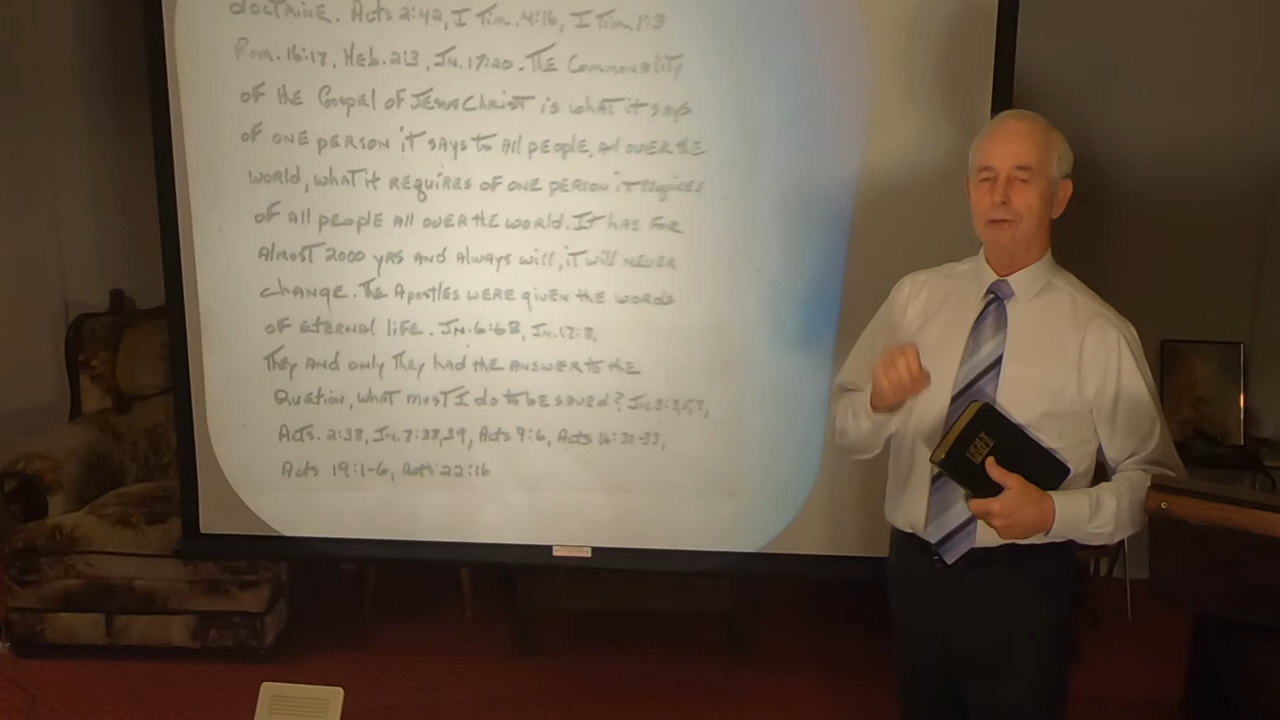 doctrine. Acts 2:42, I Tim. 4:16, I Tim. 1:3
Rom. 16:17, Heb. 2:3, Jn. 17:20. The Commonality
of the Gospel of Jesus Christ is what it says
of one person it says to all people, all over the
world, what it requires of one person it requires
of all people all over the world. It has for
almost 2000 yrs and always will, it will never
change. The Apostles were given the words
of eternal life. Jn. 6:68, Jn. 17:8,
They and only They had the answer to the
Question, what must I do to be saved? Jn. 3:3,5,7,
Acts. 2:38, Jn. 7:38,39, Acts 9:6, Acts 16:30-33,
Acts 19:1-6, Acts 22:16
HOLY